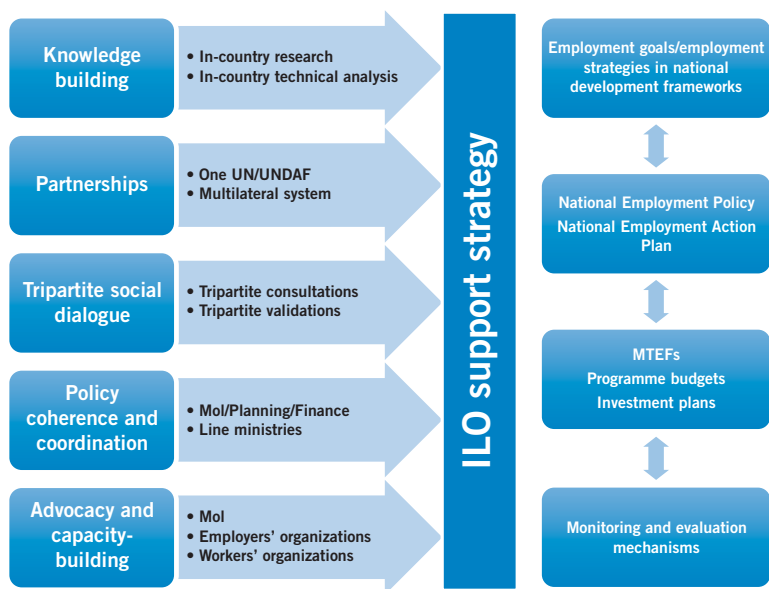 Knowledge
building
• In-country research
• In-country technical analysis
Partnerships
• One UN/UNDAF
• Multilateral system
Tripartite social
dialogue
• Tripartite consultations
• Tripartite validations
Policy
coherence and
coordination
• Mol/Planning/Finance
• Line ministries
Advocacy and
capacity-
building
• Mol
• Employers’ organizations
• Workers’ organizations
ILO support strategy
Employment goals/employment
strategies in national
development frameworks
National Employment Policy
National Employment Action
Plan
MTEFs
Programme budgets
Investment plans
Monitoring and evaluation
mechanisms